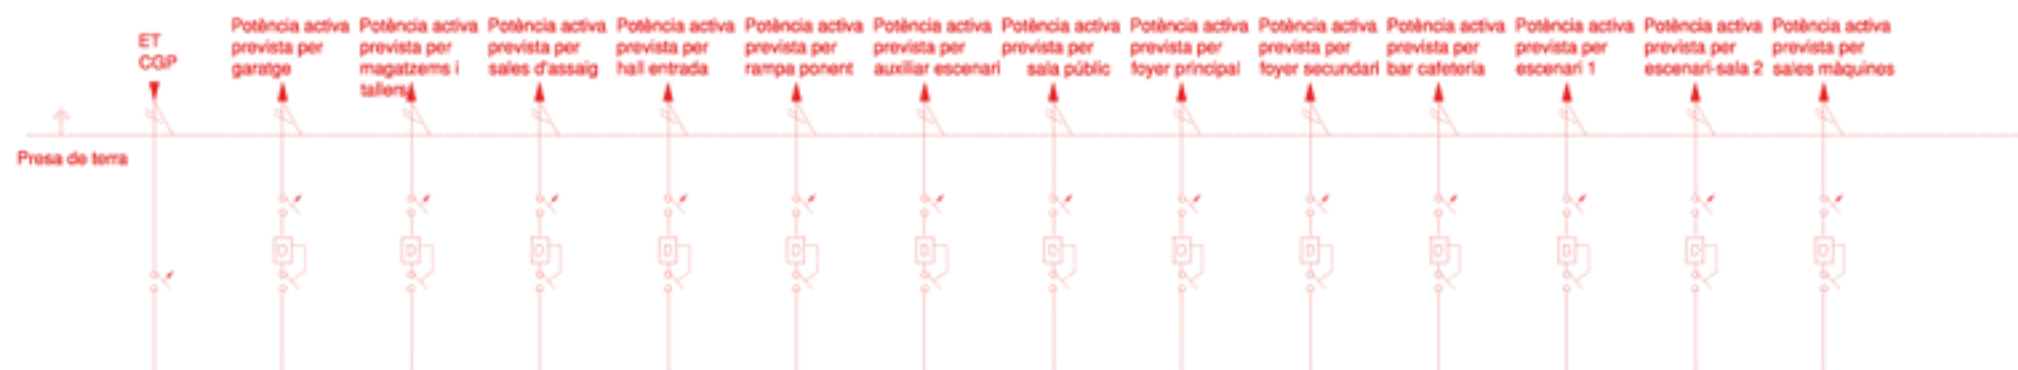 ET
CGP
Potència activa
prevista per
garatge
Potència activa
prevista per
magatzems i
tallers
Potència activa
prevista per
sales d'assaig
Potència activa
prevista per
hall entrada
Potència activa
prevista per
rampa ponent
Potència activa
prevista per
auxiliar escenari
Potència activa
prevista per
sala públic
Potència activa
prevista per
foyer principal
Potència activa
prevista per
foyer secundari
Potència activa
prevista per
bar cafeteria
Potència activa
prevista per
escenari 1
Potència activa
prevista per
escenari-sala 2
Potència activa
prevista per
sales màquines
Presa de terra
D
D
D
D
D
D
D
D
D
D
D
D
D